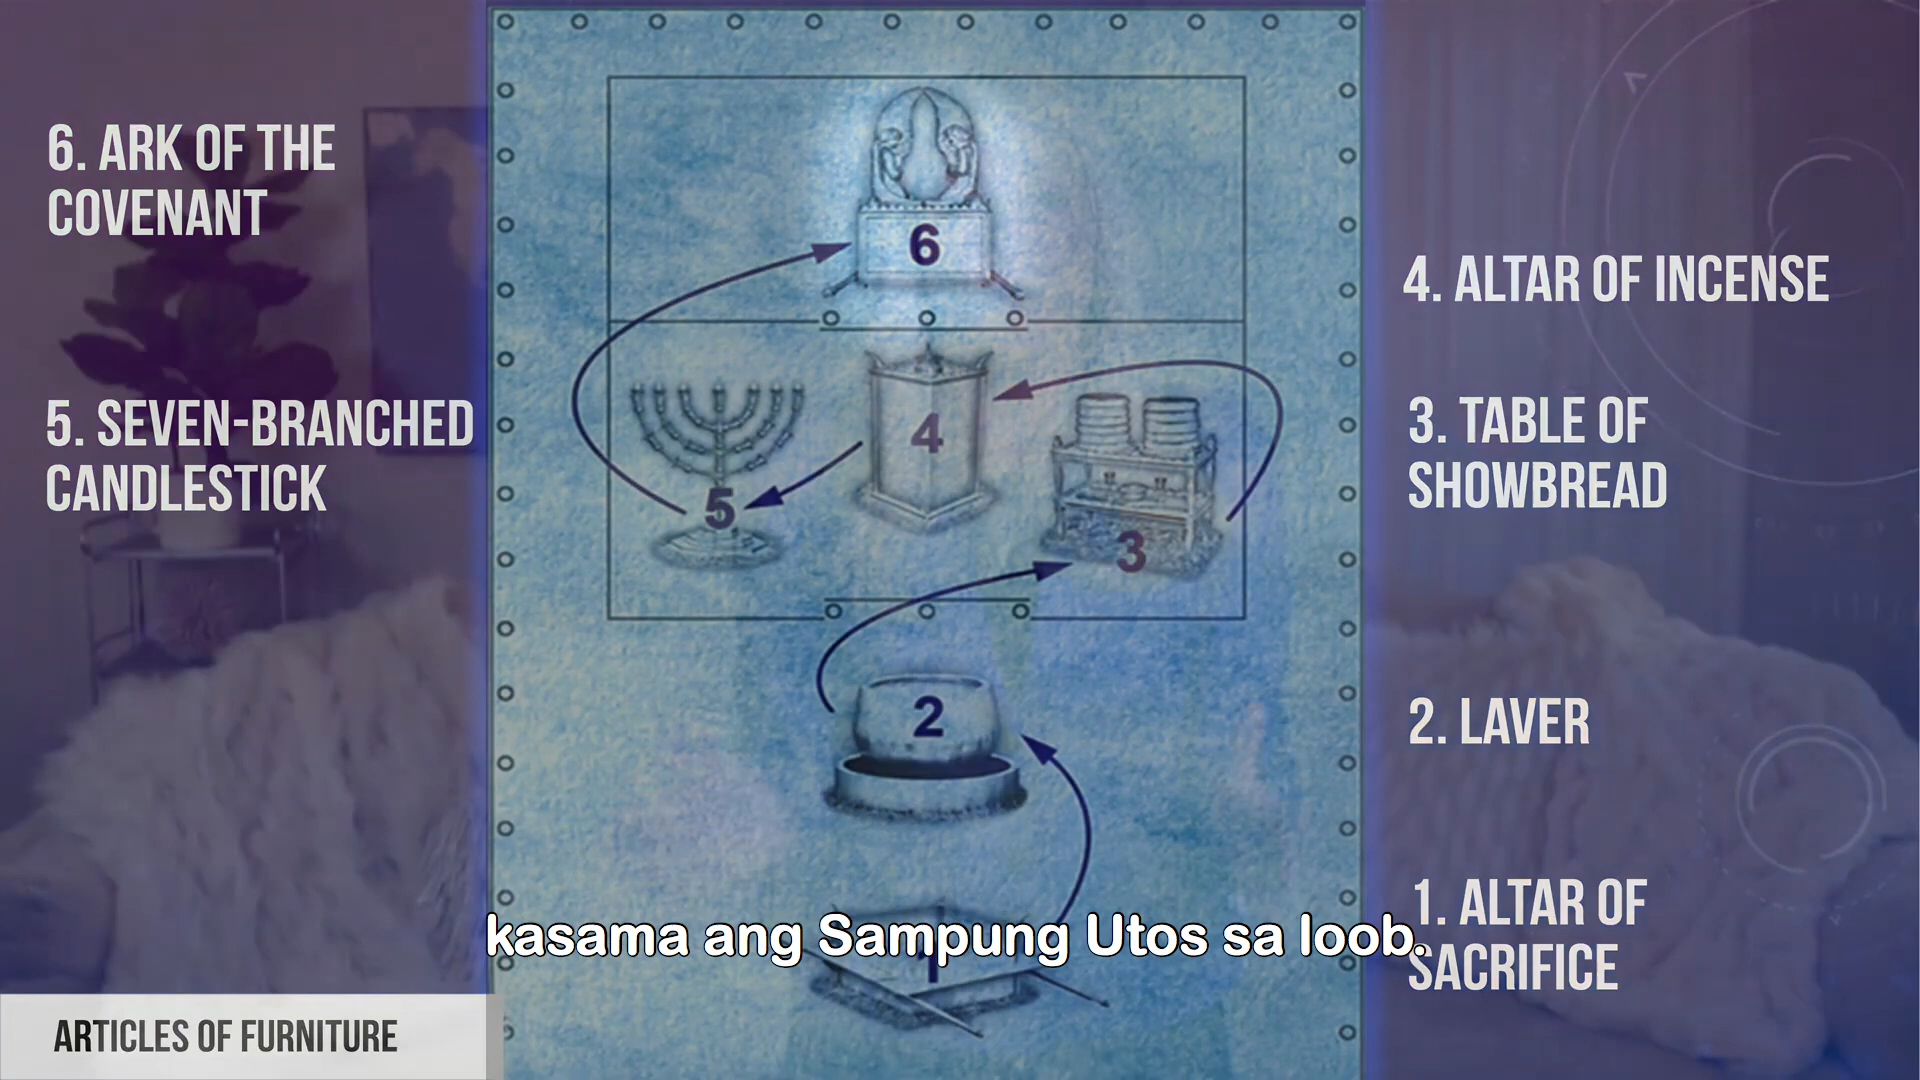 6. ARK OF THE
COVENANT
5. SEVEN-BRANCHED
CANDLESTICK
6
4
5
3
2
1
4. ALTAR OF INCENSE
3. TABLE OF
SHOWBREAD
2. LAVER
1. ALTAR OF
SACRIFICE
kasama ang Sampung Utos sa loob.
ARTICLES OF FURNITURE